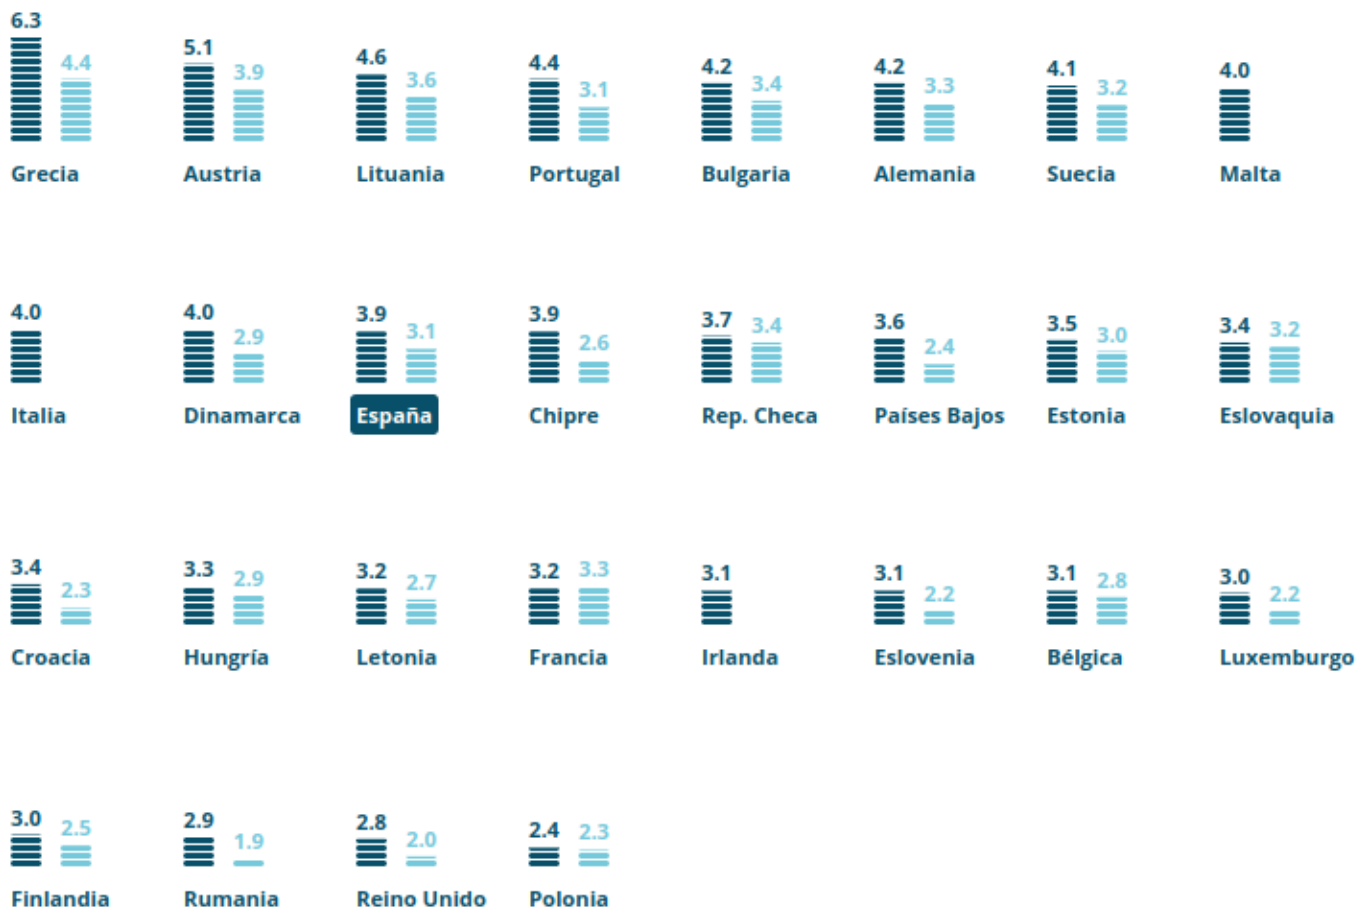 6.3 4.4 5.1 3.9 4.6 3.6 4.4 3.1 4.2 3.4 4.2 3.3 4.1 3.2 4.0
Grecia Austria Lituania Portugal Bulgaria Alemania Suecia Malta
4.0 4.0 2.9 3.9 3.1 3.9 2.6 3.7 3.4 3.6 2.4 3.5 3.0 3.4 3.2
Italia Dinamarca España Chipre Rep. Checa Países Bajos Estonia Eslovaquia
3.4 2.3 3.3 2.9 3.2 2.7 3.2 3.3 3.1 3.1 2.2 3.1 2.8 3.0 2.2
Croacia Hungría Letonia Francia Irlanda Eslovenia Bélgica Luxemburgo
3.0 2.5 2.9 1.9 2.8 2.0 2.4 2.3
Finlandia Rumania Reino Unido Polonia